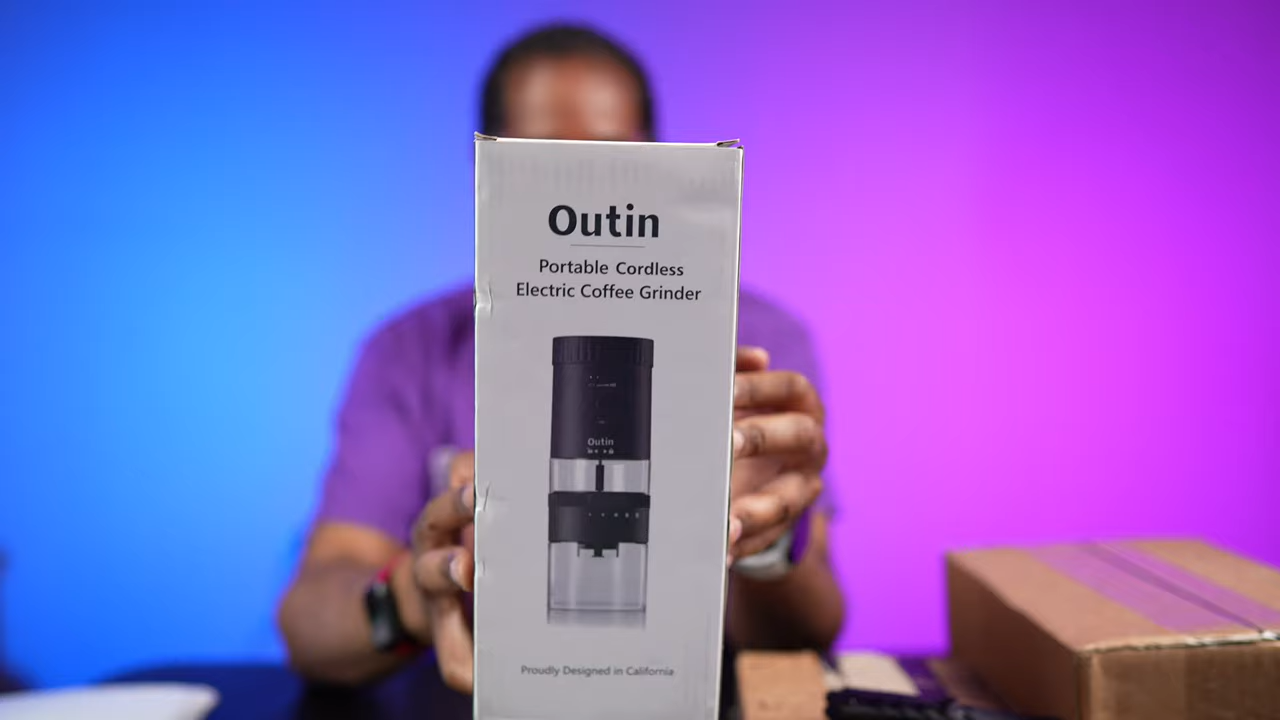 Outin
Portable Cordless
Electric Coffee Grinder
Outin
Proudly Designed in California